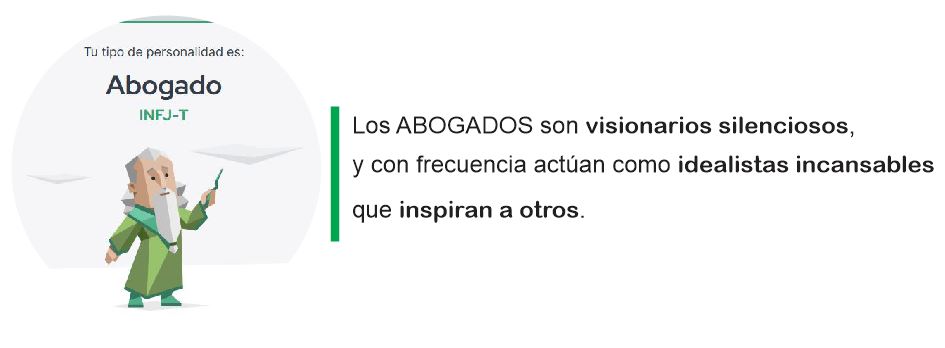 Tu tipo de personalidad es:
Abogado
INFJ-T
Los ABOGADOS son visionarios silenciosos,
y con frecuencia actúan como idealistas incansables
que inspiran a otros.